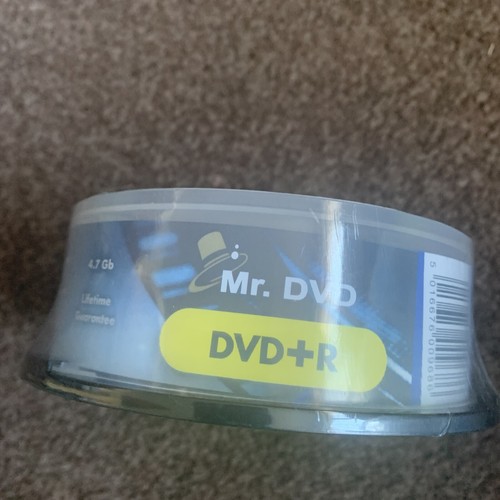 4.7 Gb
Lifetime
Guarantee
Mr. DVD
DVD+R